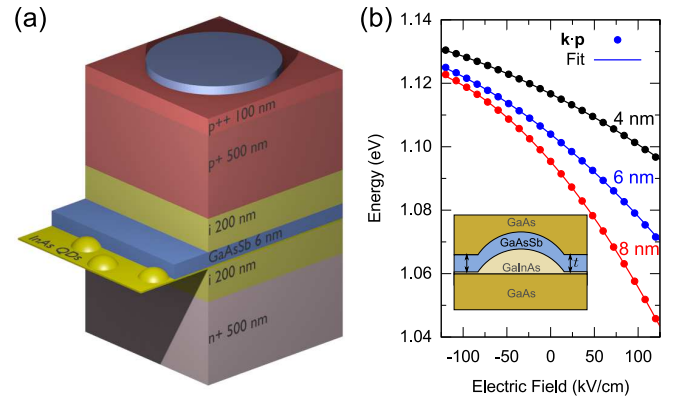 (a)
p++ 100 nm
p+ 500 nm
i 200 nm
GaAsSb 6 nm
InAs QDs
i 200 nm
n+ 500 nm
(b)
k·p
Fit
4 nm
6 nm
8 nm
GaAs
GaAsSb
t
GaInAs
GaAs
Energy (eV)
1.13
1.12
1.10
1.08
1.06
1.04
-100
-50
0
50
100
Electric Field (kV/cm)